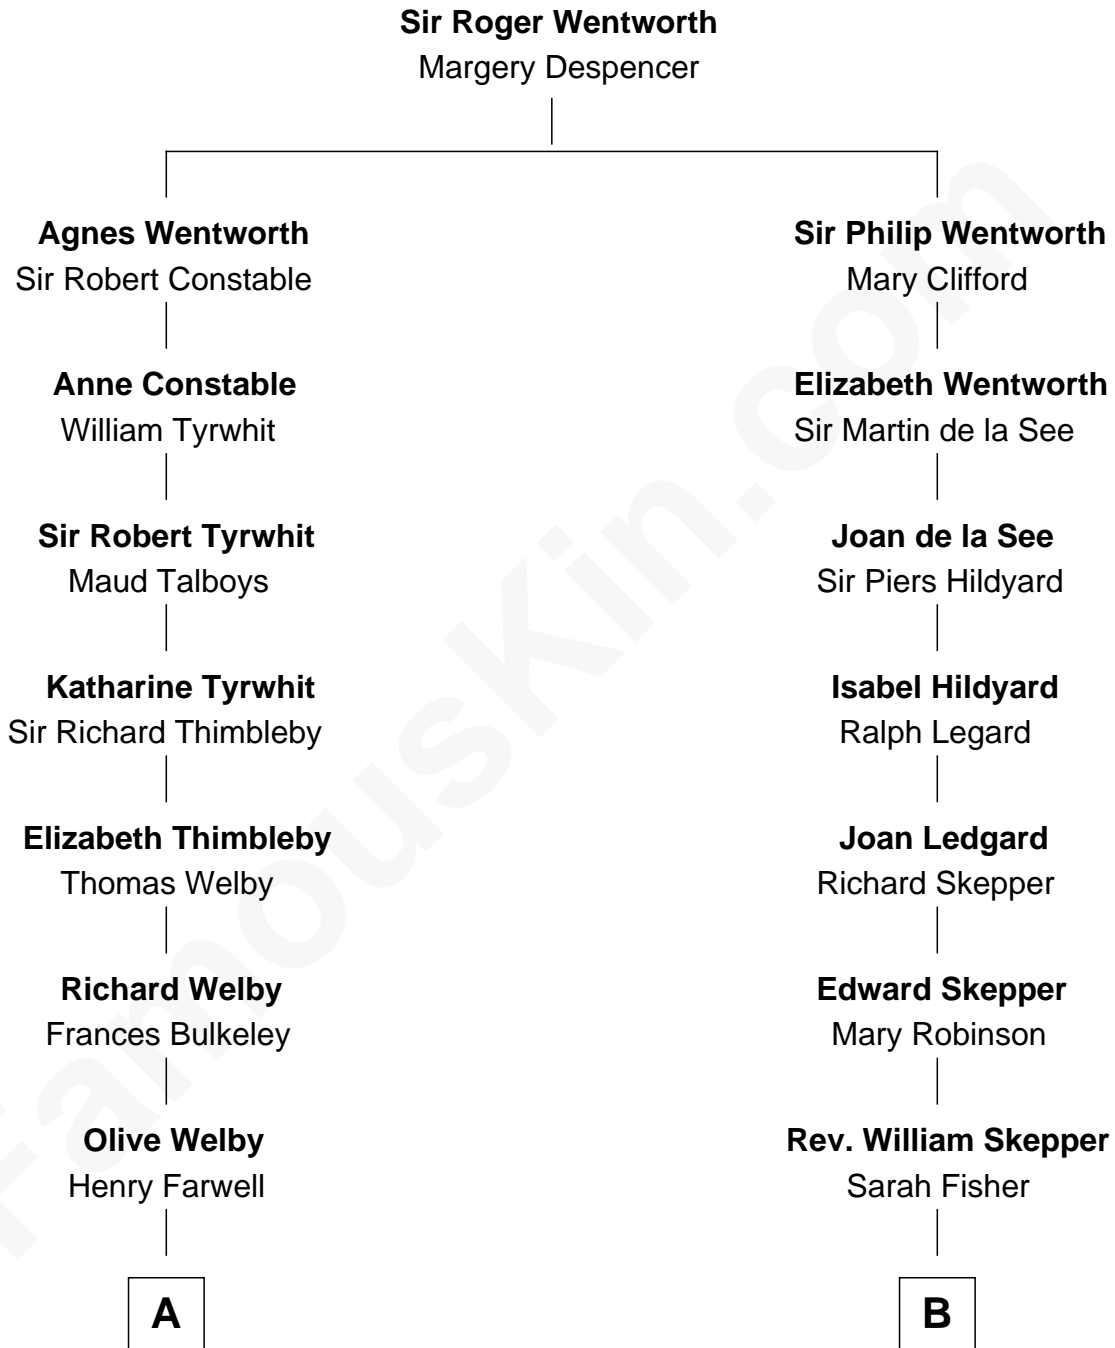 Sir Roger Wentworth
Margery Despencer
Agnes Wentworth
Sir Robert Constable
Anne Constable
William Tyrwhit
Sir Robert Tyrwhit
Maud Talboys
Katharine Tyrwhit
Sir Richard Thimbleby
Elizabeth Thimbleby
Thomas Welby
Richard Welby
Frances Bulkeley
Olive Welby
Henry Farwell
A
Sir Philip Wentworth
Mary Clifford
Elizabeth Wentworth
Sir Martin de la See
Joan de la See
Sir Piers Hildyard
Isabel Hildyard
Ralph Legard
Joan Ledgard
Richard Skepper
Edward Skepper
Mary Robinson
Rev. William Skepper
Sarah Fisher
B
FamousKin.com